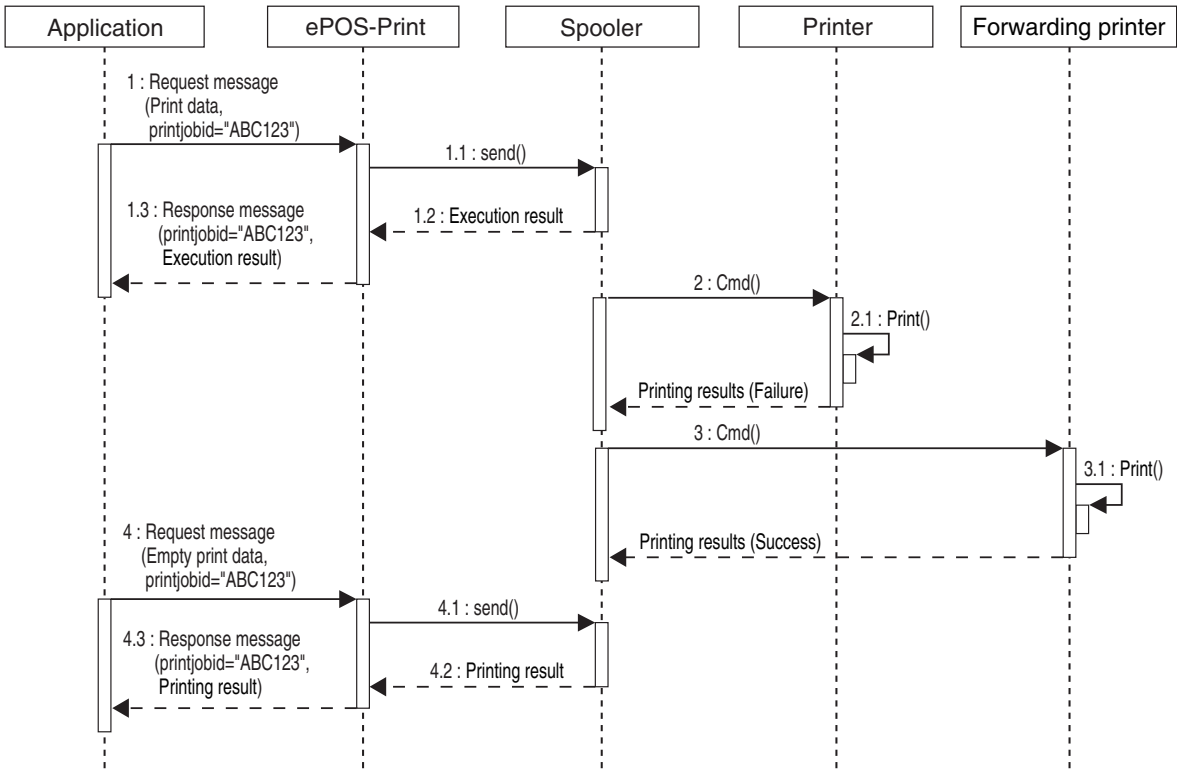 Application
ePOS-Print
Spooler
Printer
Forwarding printer
1 : Request message
(Print data,
printjobid="ABC123")
1.1 : send()
1.2 : Execution result
1.3 : Response message
(printjobid="ABC123",
Execution result)
2 : Cmd()
2.1 : Print()
Printing results (Failure)
3 : Cmd()
3.1 : Print()
Printing results (Success)
4 : Request message
(Empty print data,
printjobid="ABC123")
4.1 : send()
4.2 : Printing result
4.3 : Response message
(printjobid="ABC123",
Printing result)